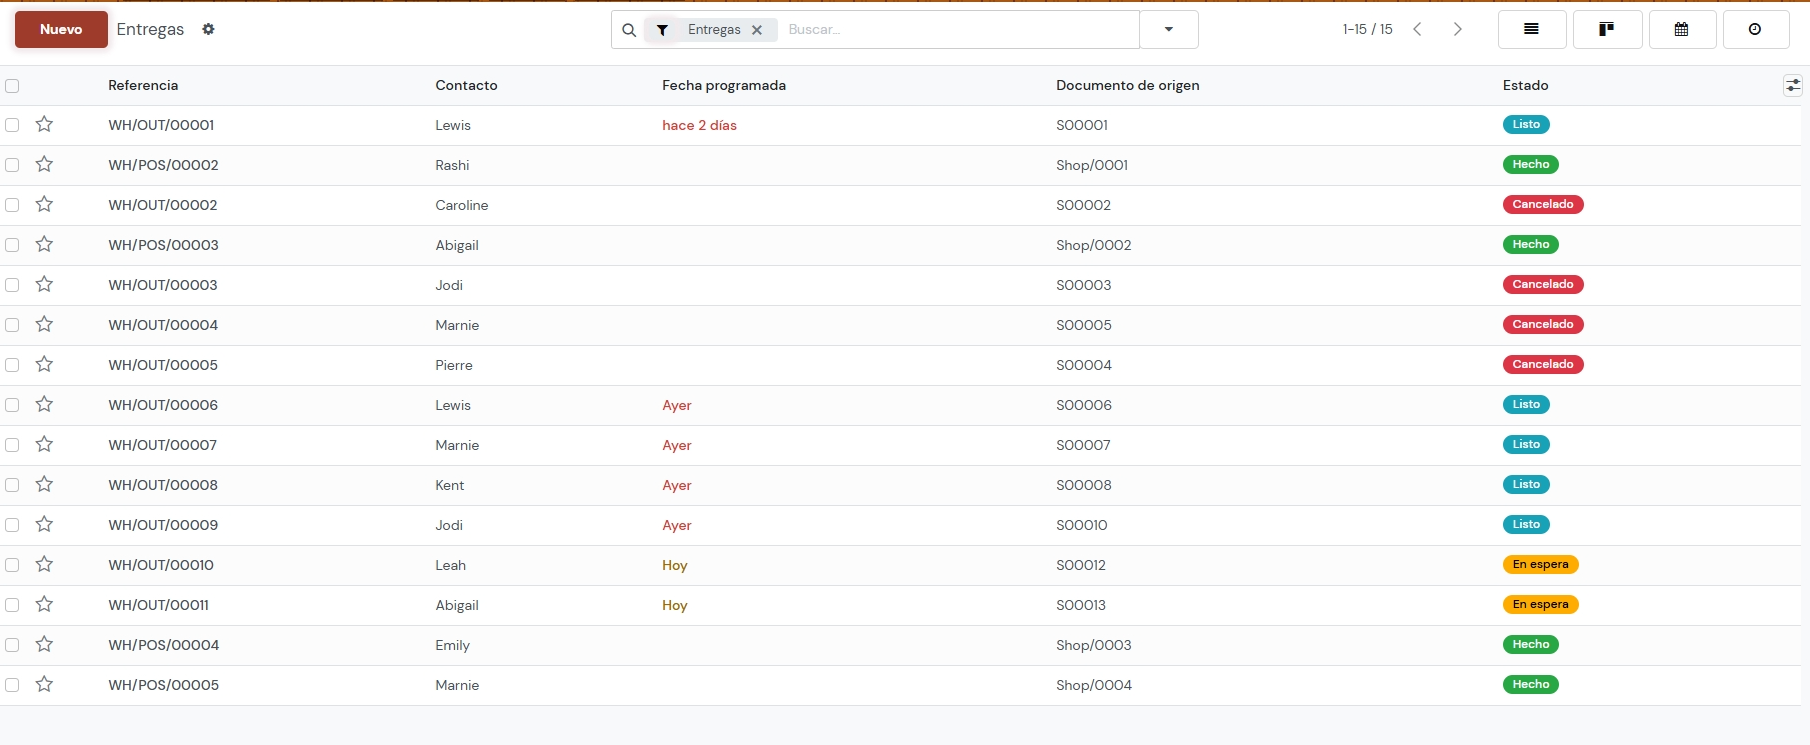 Nuevo Entregas Entregas Buscar... 1-15 / 15
Referencia Contacto Fecha programada Documento de origen Estado
WH/OUT/00001 Lewis hace 2 días S00001 Listo
WH/POS/00002 Rashi Shop/0001 Hecho
WH/OUT/00002 Caroline S00002 Cancelado
WH/POS/00003 Abigail Shop/0002 Hecho
WH/OUT/00003 Jodi S00003 Cancelado
WH/OUT/00004 Marnie S00005 Cancelado
WH/OUT/00005 Pierre S00004 Cancelado
WH/OUT/00006 Lewis Ayer S00006 Listo
WH/OUT/00007 Marnie Ayer S00007 Listo
WH/OUT/00008 Kent Ayer S00008 Listo
WH/OUT/00009 Jodi Ayer S00010 Listo
WH/OUT/00010 Leah Hoy S00012 En espera
WH/OUT/00011 Abigail Hoy S00013 En espera
WH/POS/00004 Emily Shop/0003 Hecho
WH/POS/00005 Marnie Shop/0004 Hecho